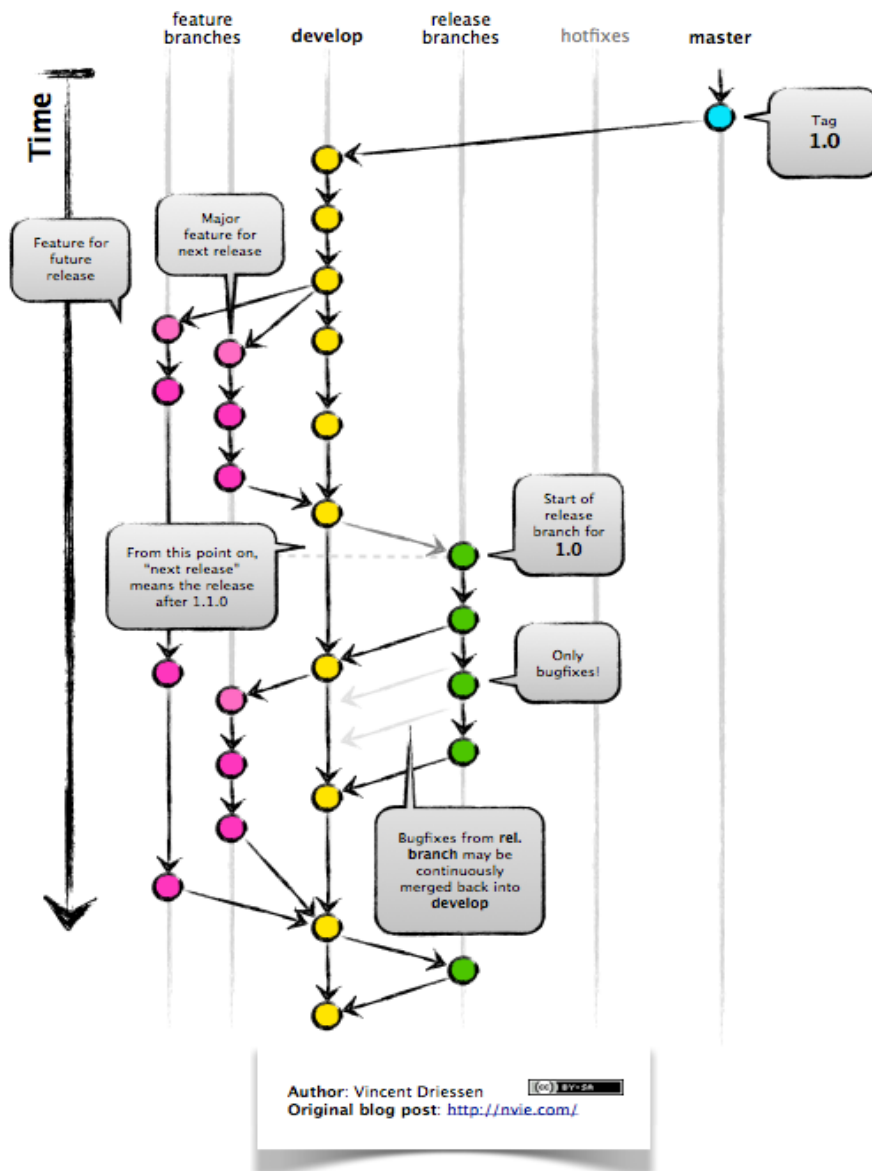 feature
branches
develop
release
branches
hotfixes
master
Time
Tag
1.0
Major
feature for
next release
Feature for
future
release
Start of
release
branch for
1.0
From this point on,
“next release”
means the release
after 1.1.0
Only
bugfixes!
Bugfixes from rel.
branch may be
continuously
merged back into
develop
Author: Vincent Driessen
(cc) BY-SA
Original blog post: http://nvie.com/